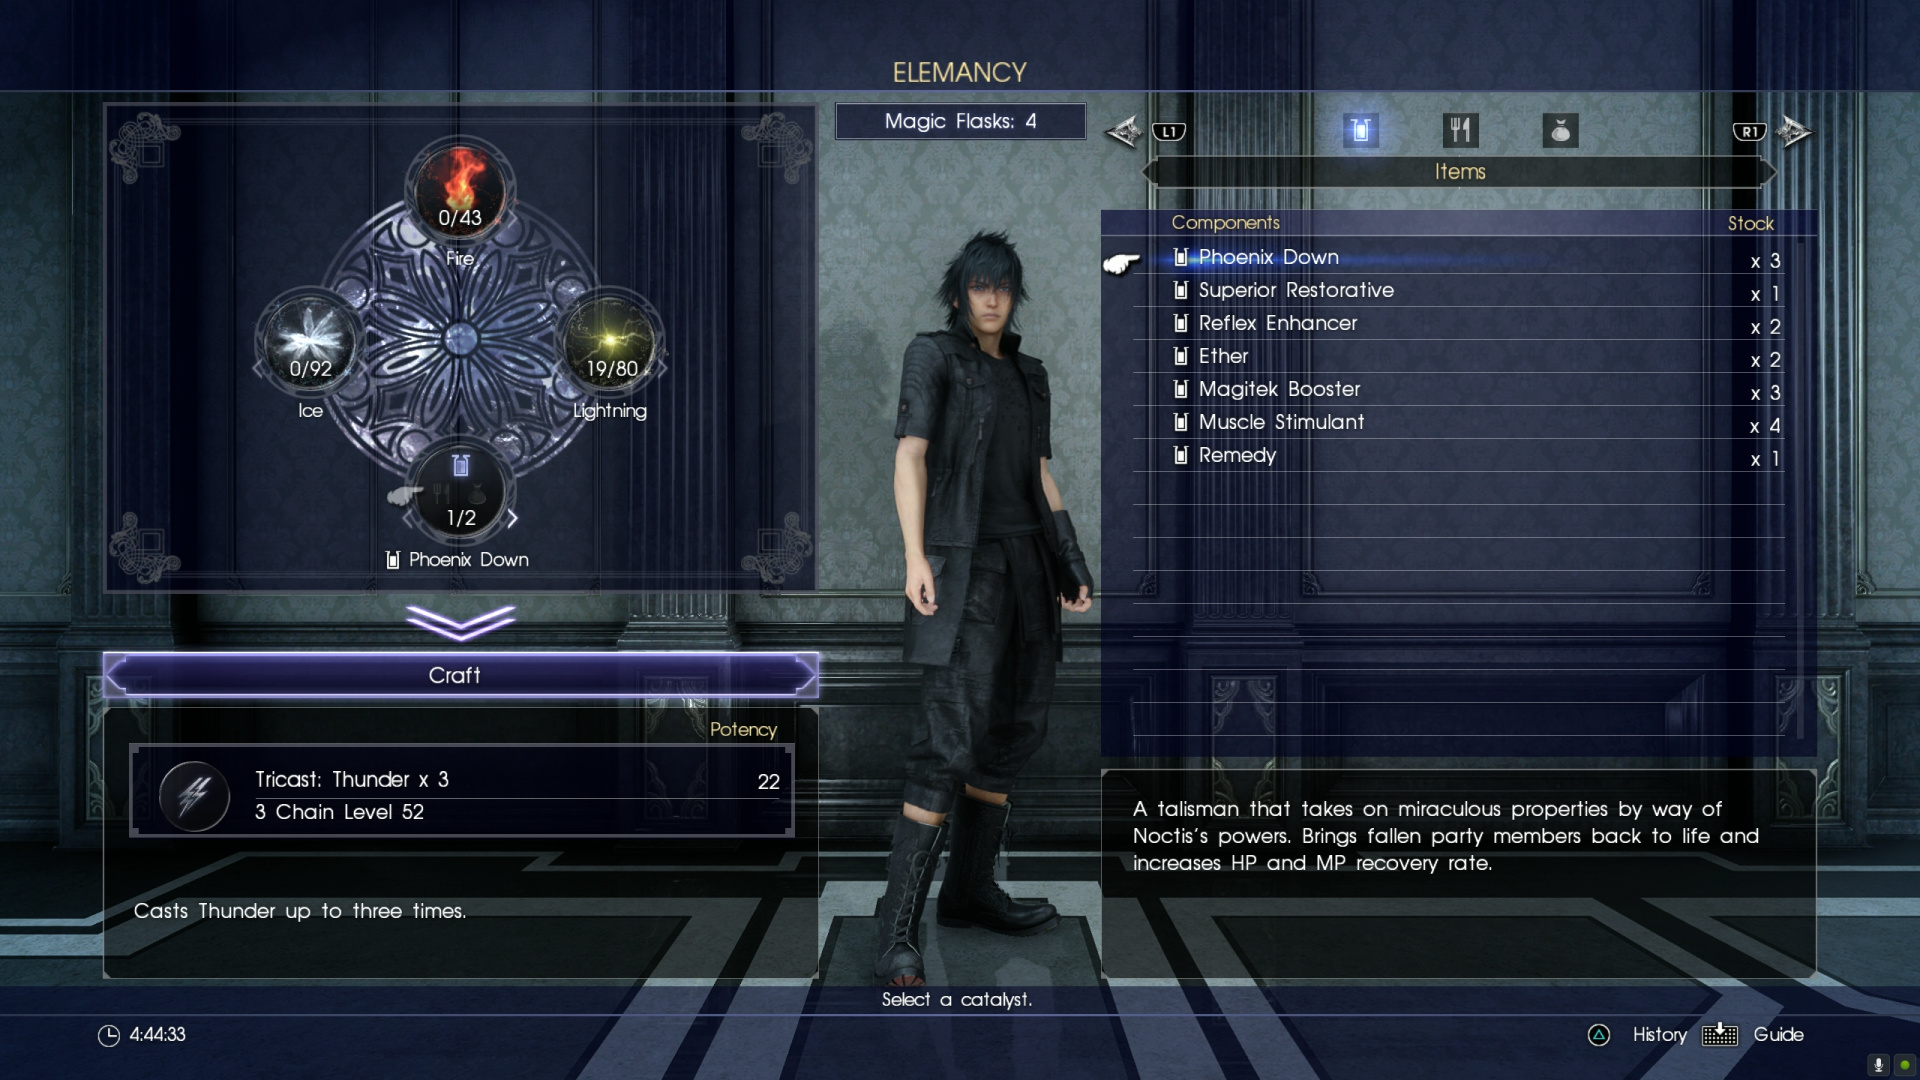 ELEMANCY
Magic Flasks: 4
0/43
Fire
0/92
Ice
19/80
Lightning
1/2
Phoenix Down
Craft
Potency
Tricast: Thunder x 3 22
3 Chain Level 52
Casts Thunder up to three times.
L1
R1
Items
Components Stock
Phoenix Down x 3
Superior Restorative x 1
Reflex Enhancer x 2
Ether x 2
Magitek Booster x 3
Muscle Stimulant x 4
Remedy x 1
A talisman that takes on miraculous properties by way of
Noctis's powers. Brings fallen party members back to life and
increases HP and MP recovery rate.
Select a catalyst.
4:44:33
History Guide